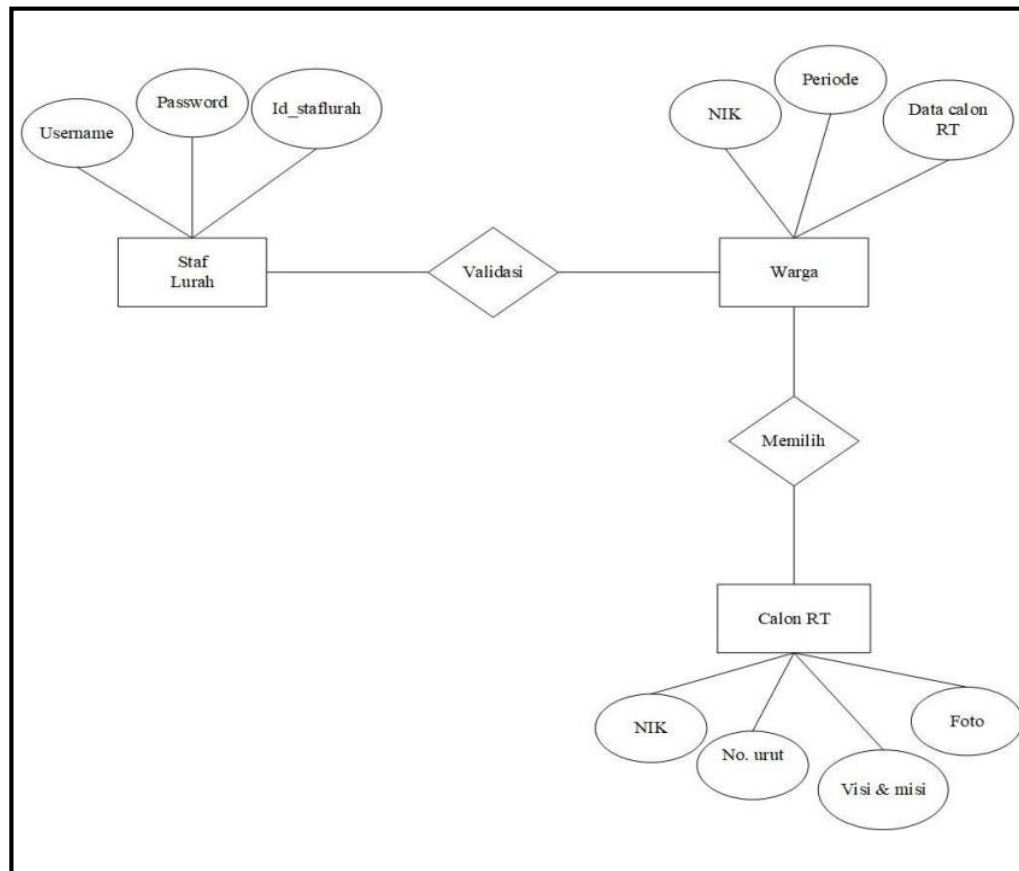 Username
Password
Id_staflurah
NIK
Periode
Data calon
RT
Staf
Lurah
Validasi
Warga
Memilih
Calon RT
NIK
No. urut
Visi & misi
Foto